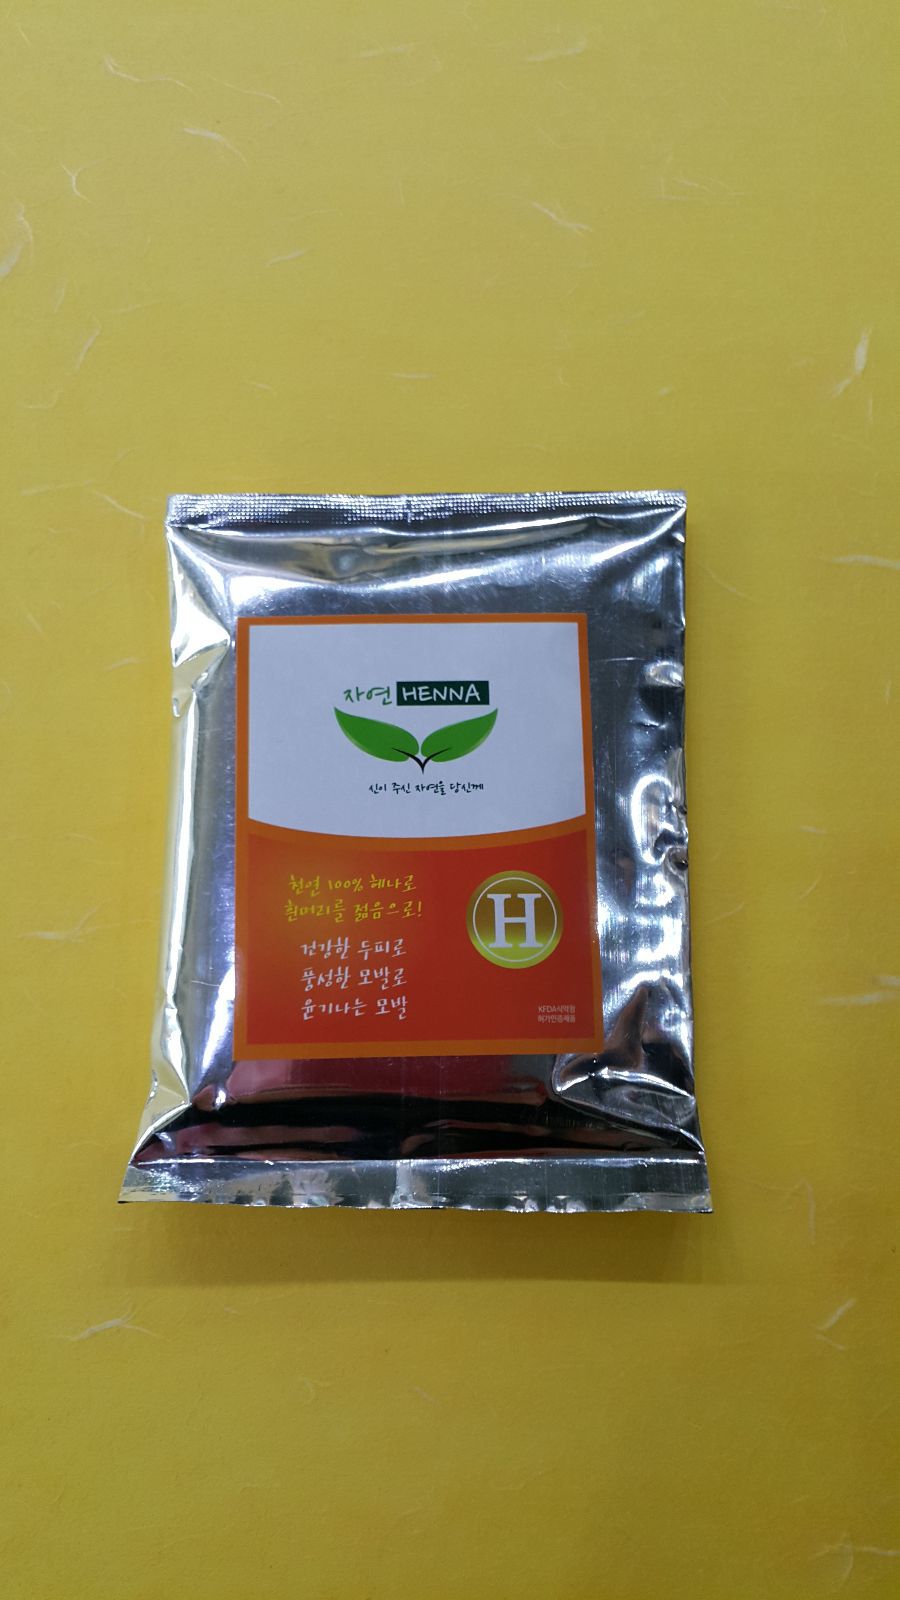 자연 HENNA
신이 주신 자연을 당신께
천연 100% 헤나로
흰머리를 젊음으로!
건강한 두피로
풍성한 모발로
윤기나는 모발
H
KFDA식약청
허가인증제품